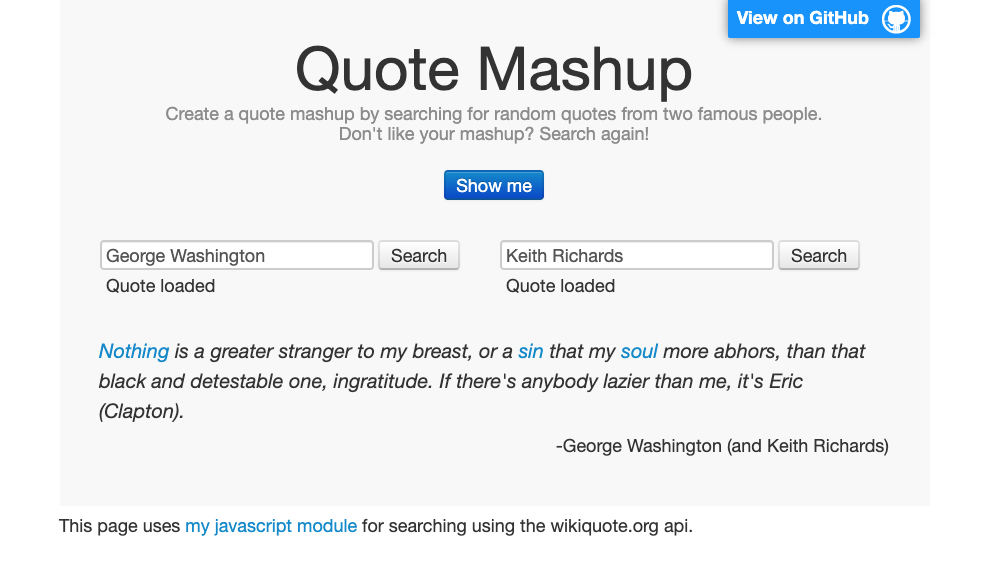 View on GitHub
Quote Mashup
Create a quote mashup by searching for random quotes from two famous people.
Don't like your mashup? Search again!
Show me
George Washington Search Keith Richards Search
Quote loaded Quote loaded
Nothing is a greater stranger to my breast, or a sin that my soul more abhors, than that
black and detestable one, ingratitude. If there's anybody lazier than me, it's Eric
(Clapton).
-George Washington (and Keith Richards)
This page uses my javascript module for searching using the wikiquote.org api.